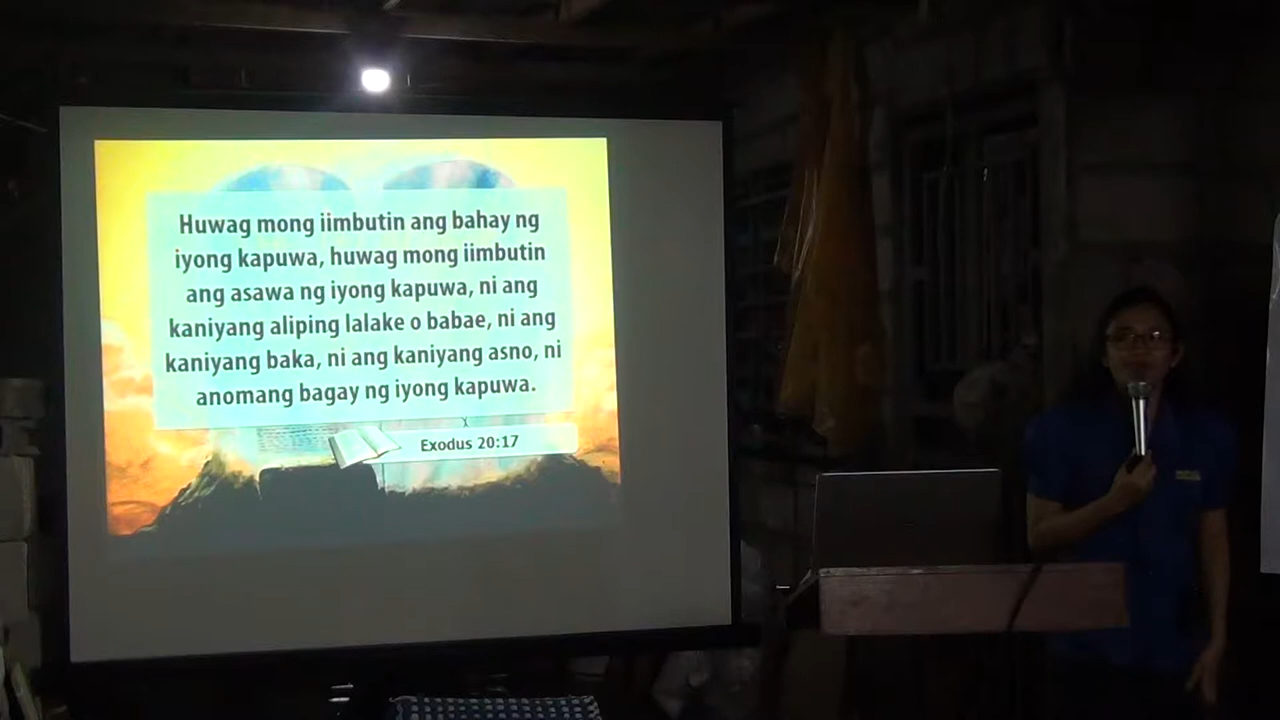 Huwag mong iimbutin ang bahay ng
iyong kapuwa, huwag mong iimbutin
ang asawa ng iyong kapuwa, ni ang
kaniyang aliping lalake o babae, ni ang
kaniyang baka, ni ang kaniyang asno, ni
anomang bagay ng iyong kapuwa.
Exodus 20:17